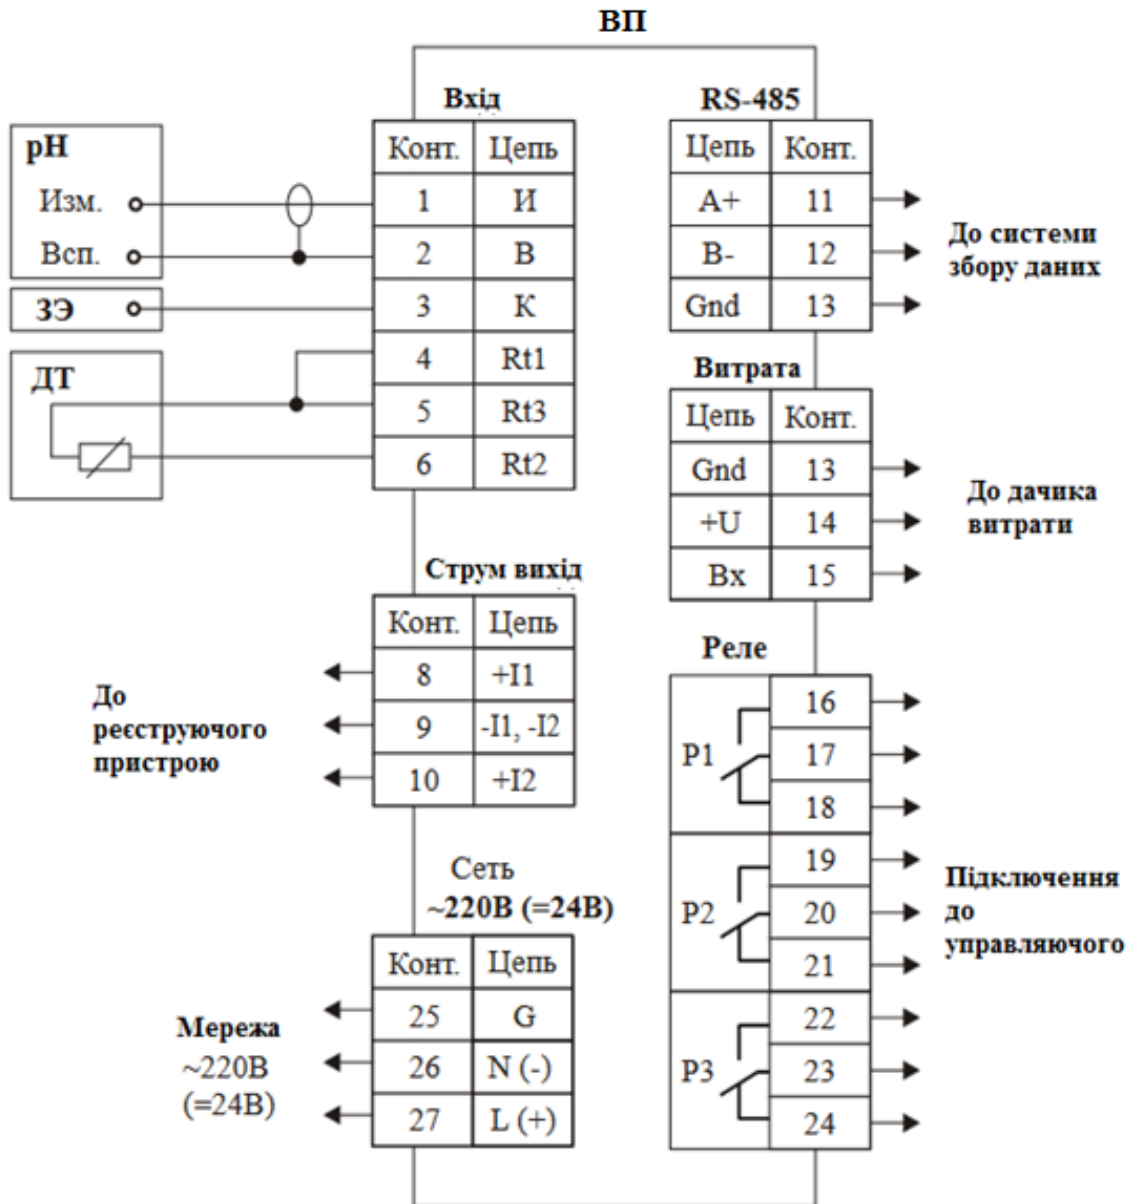 ВП
Вхід
Конт. Цепь
1 И
2 В
3 К
4 Rt1
5 Rt3
6 Rt2
pH
Изм.
Всп.
ЗЭ
ДТ
Струм вихід
Конт. Цепь
8 +I1
9 -I1, -I2
10 +I2
До
реєструючого
пристрою
Сеть
~220В (=24В)
Конт. Цепь
25 G
26 N (-)
27 L (+)
Мережа
~220В
(=24В)
RS-485
Цепь Конт.
A+ 11
B- 12
Gnd 13
До системи
збору даних
Витрата
Цепь Конт.
Gnd 13
+U 14
Вх 15
До дачика
витрати
Реле
P1
16
17
18
P2
19
20
21
P3
22
23
24
Підключення
до
управляючого